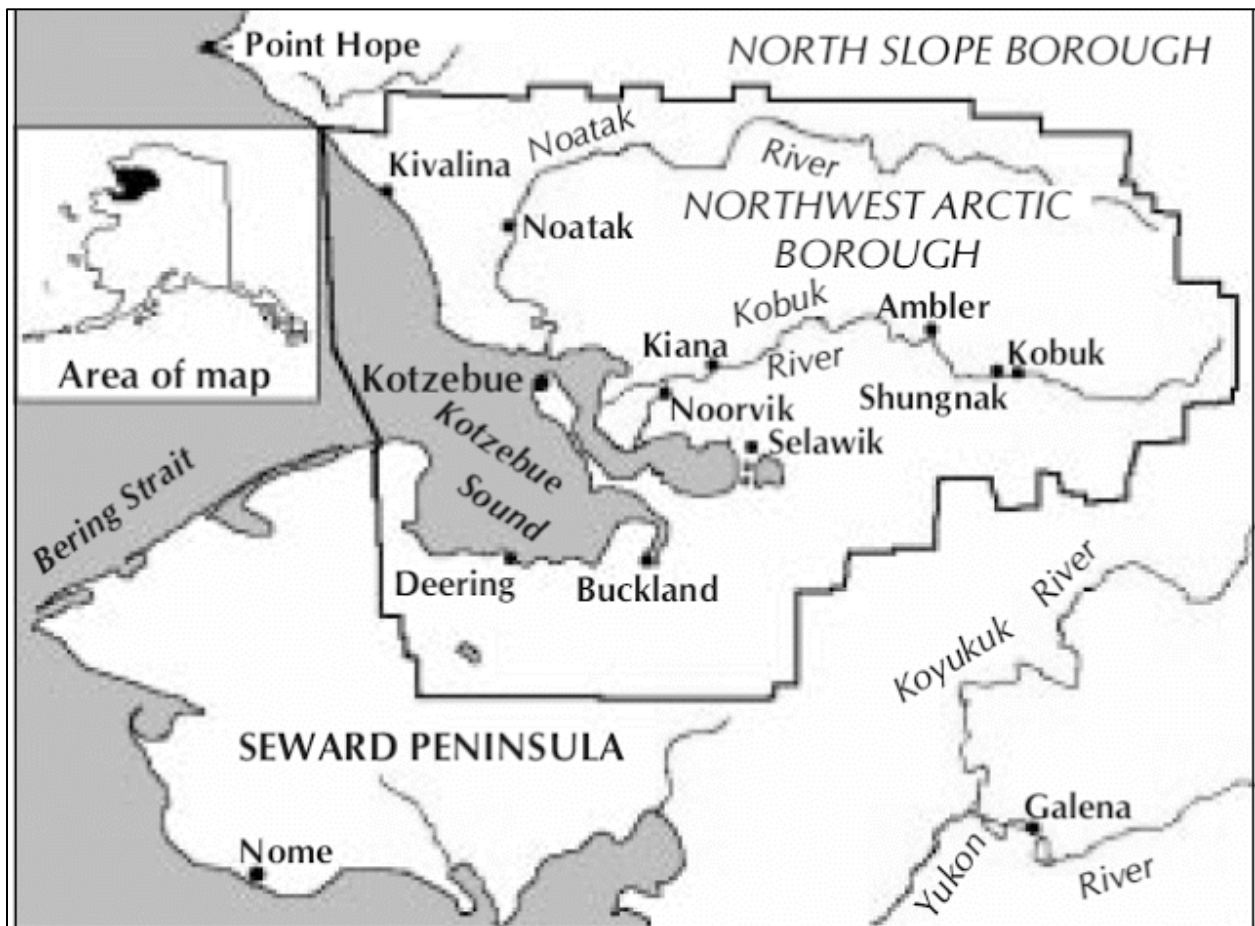 Point Hope
NORTH SLOPE BOROUGH
Noatak
River
Kivalina
Noatak
NORTHWEST ARCTIC
BOROUGH
Area of map
Kobuk
River
Ambler
Kiana
Kobuk
Kotzebue
Shungnak
Noorvik
Kotzebue
Sound
Selawik
Bering Strait
Deering
Buckland
Koyukuk
River
SEWARD PENINSULA
Galena
Nome
Yukon
River